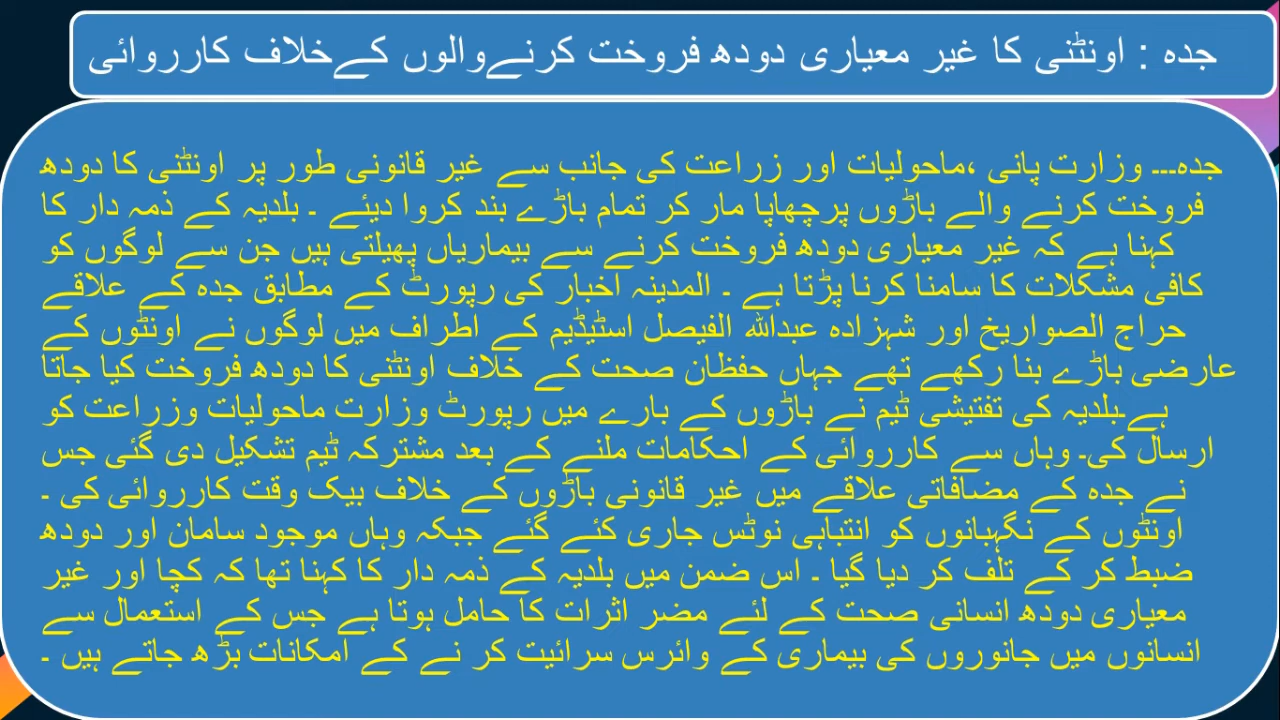 جدہ : اونٹنی کا غیر معیاری دودھ فروخت کرنےوالوں کےخلاف کارروائی
جدہ--- وزارت پانی ،ماحولیات اور زراعت کی جانب سے غیر قانونی طور پر اونٹنی کا دودھ
فروخت کرنے والے باڑوں پرچھاپا مار کر تمام باڑے بند کروا دیئے ۔ بلدیہ کے ذمہ دار کا
کہنا ہے کہ غیر معیاری دودھ فروخت کرنے سے بیماریاں پھیلتی ہیں جن سے لوگوں کو
کافی مشکلات کا سامنا کرنا پڑتا ہے ۔ المدینہ اخبار کی رپورٹ کے مطابق جدہ کے علاقے
حراج الصواریخ اور شہزادہ عبداللہ الفیصل اسٹیڈیم کے اطراف میں لوگوں نے اونٹوں کے
عارضی باڑے بنا رکھے تھے جہاں حفظان صحت کے خلاف اونٹنی کا دودھ فروخت کیا جاتا
ہے۔بلدیہ کی تفتیشی ٹیم نے باڑوں کے بارے میں رپورٹ وزارت ماحولیات وزراعت کو
ارسال کی۔ وہاں سے کارروائی کے احکامات ملنے کے بعد مشترکہ ٹیم تشکیل دی گئی جس
نے جدہ کے مضافاتی علاقے میں غیر قانونی باڑوں کے خلاف بیک وقت کارروائی کی ۔
اونٹوں کے نگہبانوں کو انتباہی نوٹس جاری کئے گئے جبکہ وہاں موجود سامان اور دودھ
ضبط کر کے تلف کر دیا گیا ۔ اس ضمن میں بلدیہ کے ذمہ دار کا کہنا تھا کہ کچا اور غیر
معیاری دودھ انسانی صحت کے لئے مضر اثرات کا حامل ہوتا ہے جس کے استعمال سے
انسانوں میں جانوروں کی بیماری کے وائرس سرائیت کر نے کے امکانات بڑھ جاتے ہیں ۔